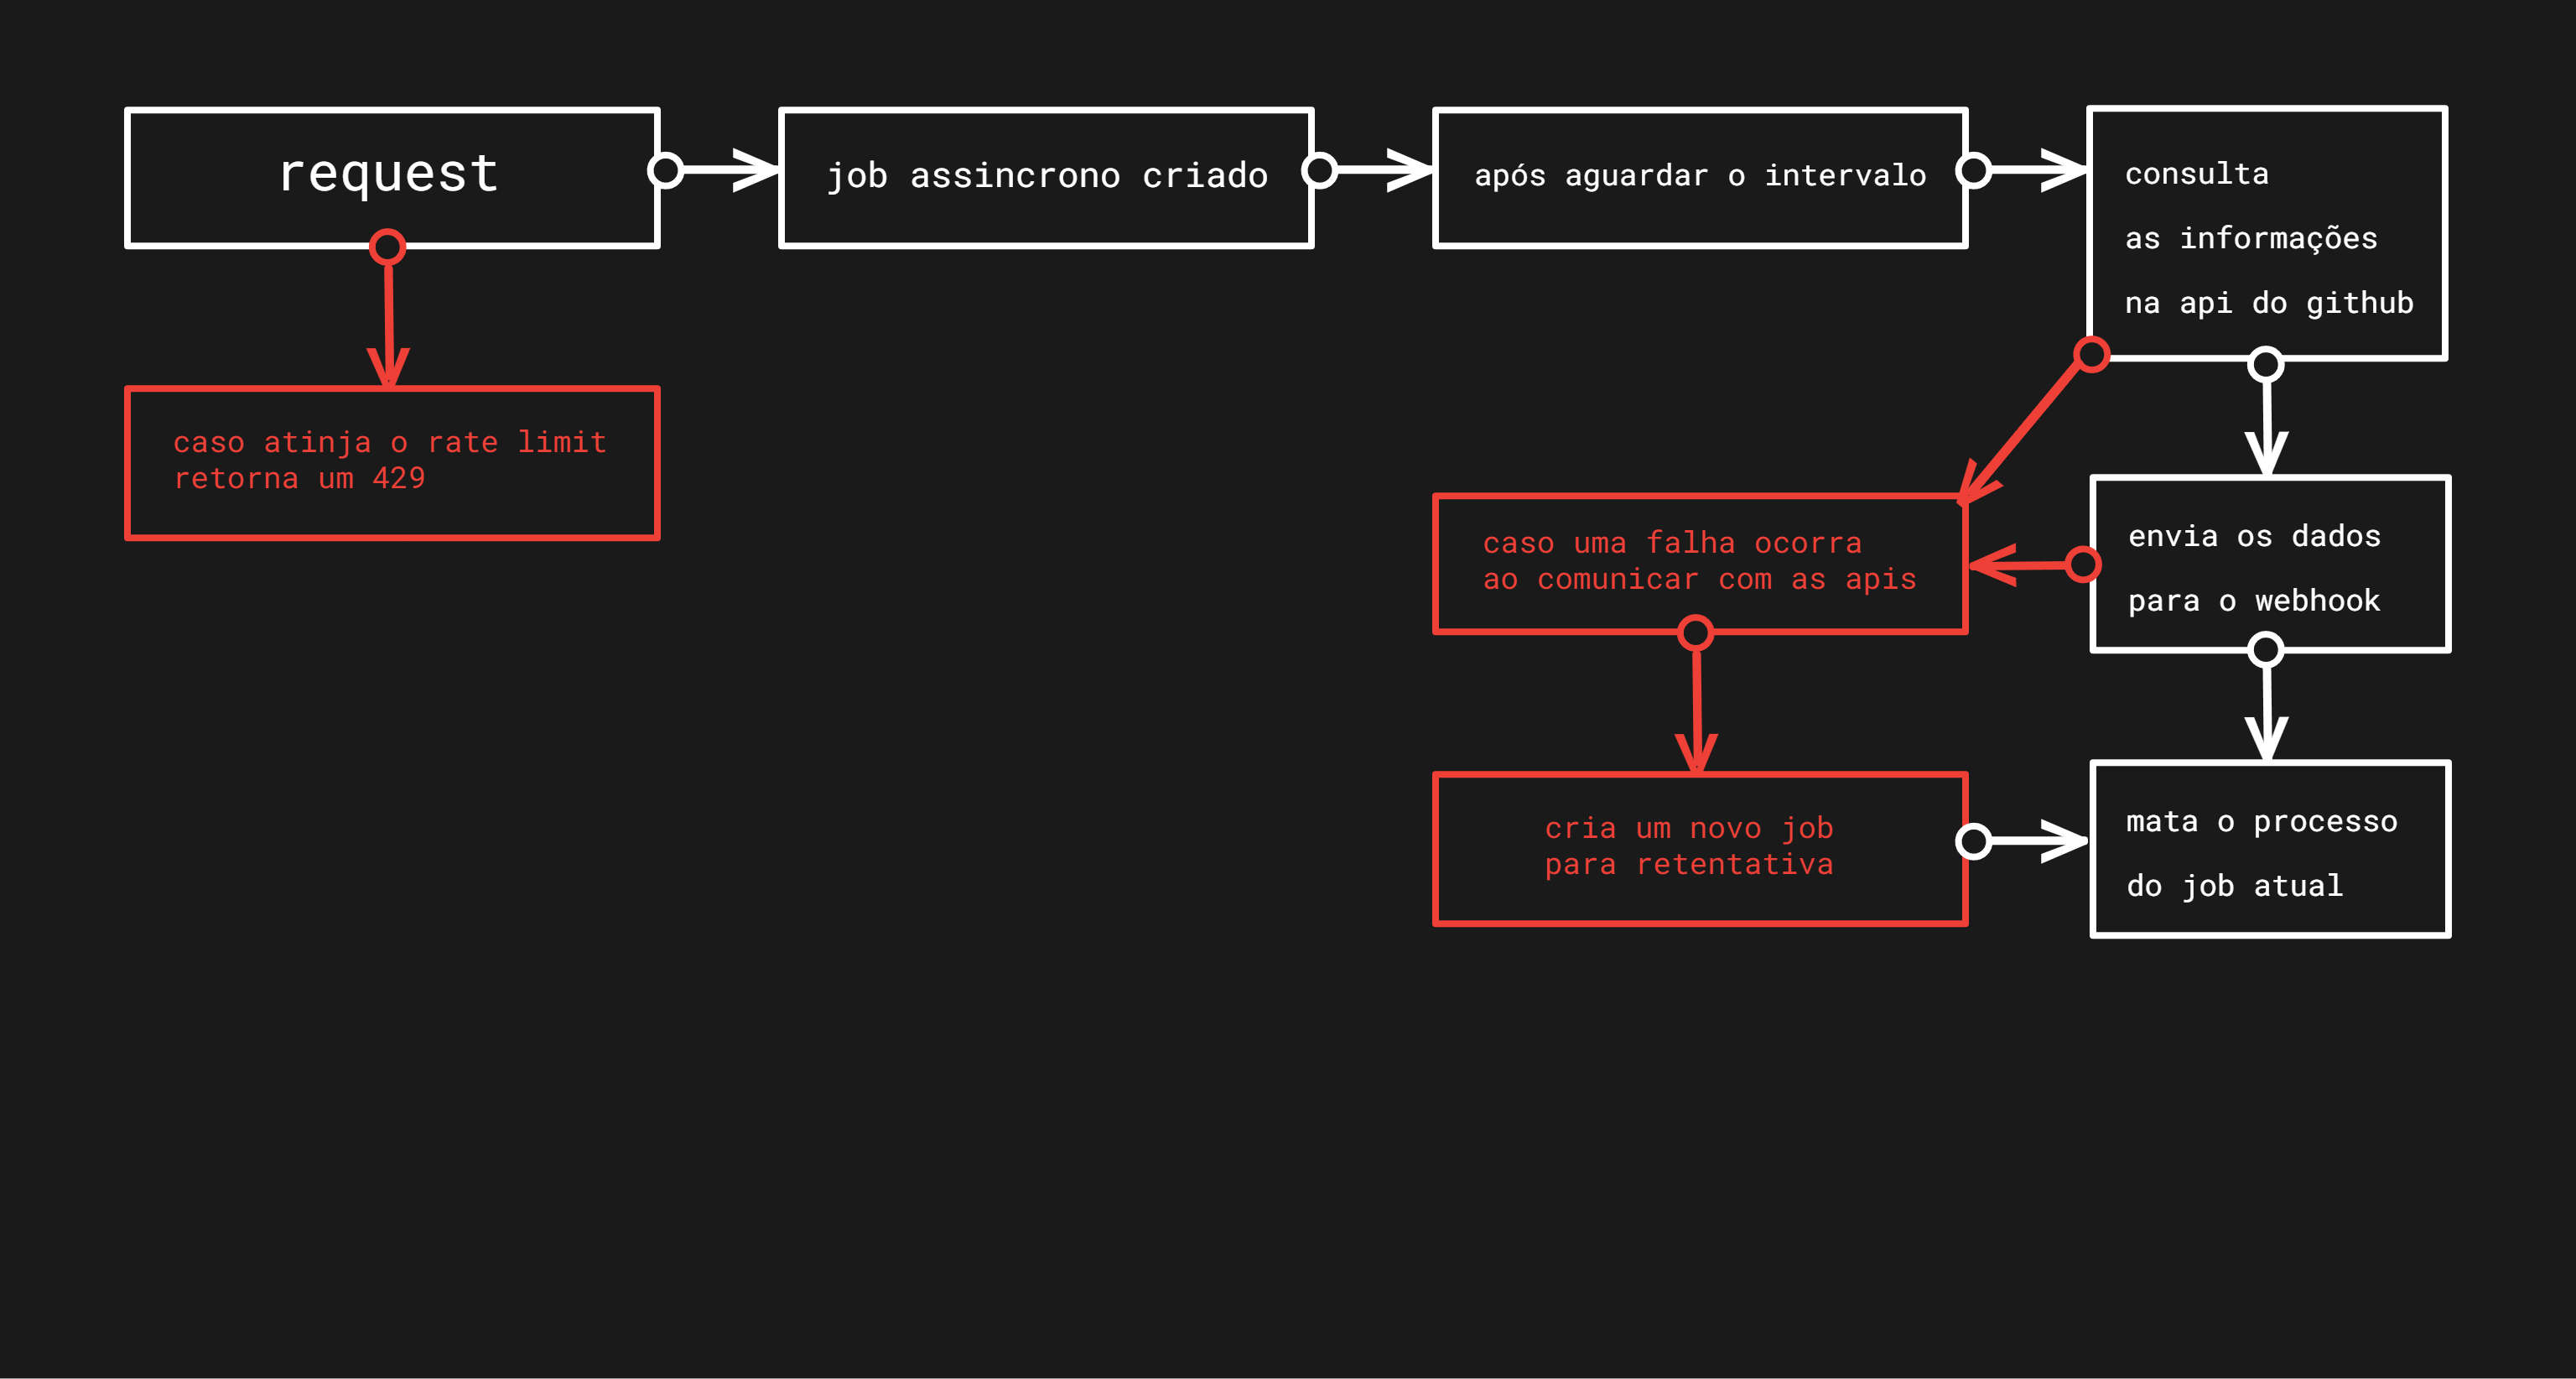 request
job assincrono criado
após aguardar o intervalo
consulta
as informações
na api do github
caso atinja o rate limit
retorna um 429
caso uma falha ocorra
ao comunicar com as apis
envia os dados
para o webhook
cria um novo job
para retentativa
mata o processo
do job atual